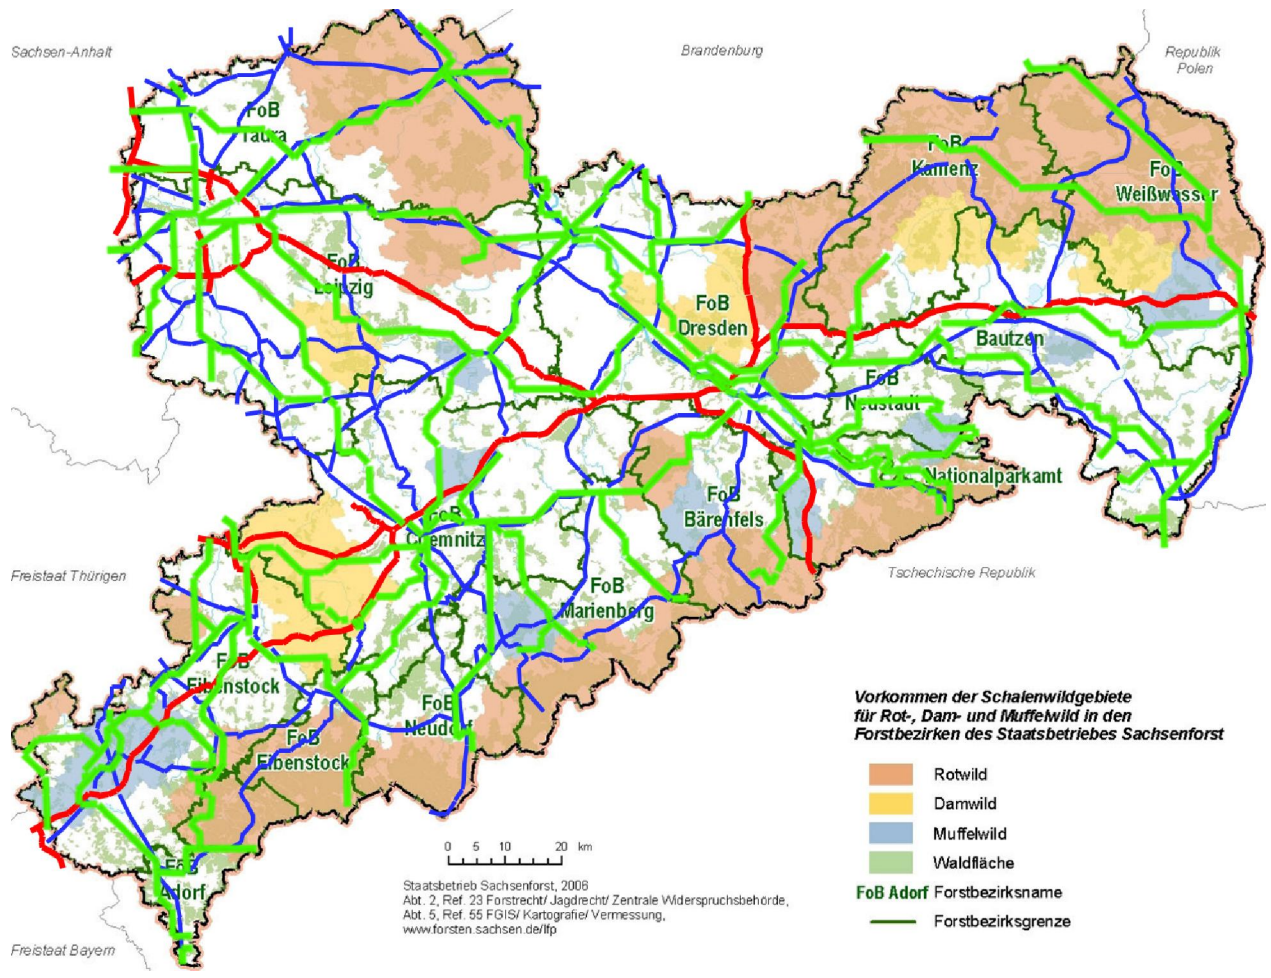 Sachsen-Anhalt
Brandenburg
Republik
Polen
FoB
Taura
FoB
Kamenz
FoB
Weißwasser
FoB
Leipzig
FoB
Dresden
Bautzen
FoB
Neustadt
Nationalparkamt
FoB
Bärenfels
FoB
Chemnitz
Freistaat Thürigen
Tschechische Republik
FoB
Marienberg
FoB
Eibenstock
FoB
Neudorf
FoB
Eibenstock
FoB
Adorf
Freistaat Bayern
Vorkommen der Schalenwildgebiete
für Rot-, Dam- und Muffelwild in den
Forstbezirken des Staatsbetriebes Sachsenforst
Rotwild
Damwild
Muffelwild
Waldfläche
FoB Adorf Forstbezirksname
Forstbezirksgrenze
0 5 10 20 km
Staatsbetrieb Sachsenforst, 2006
Abt. 2, Ref. 23 Forstrecht/ Jagdrecht/ Zentrale Widerspruchsbehörde,
Abt. 5, Ref. 55 FGIS/ Kartografie/ Vermessung,
www.forsten.sachsen.de/lfp